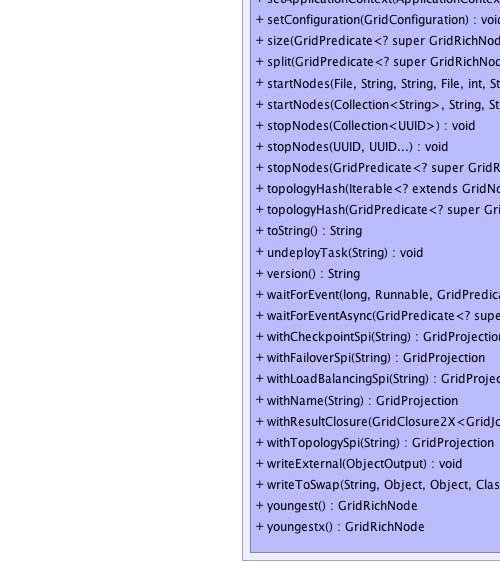 + setApplicationContext(ApplicationContex
+ setConfiguration(GridConfiguration) : voi
+ size(GridPredicate<? super GridRichNod
+ split(GridPredicate<? super GridRichNod
+ startNodes(File, String, String, File, int, St
+ startNodes(Collection<String>, String, St
+ stopNodes(Collection<UUID>) : void
+ stopNodes(UUID, UUID...) : void
+ stopNodes(GridPredicate<? super GridR
+ topologyHash(Iterable<? extends GridNo
+ topologyHash(GridPredicate<? super Gri
+ toString() : String
+ undeployTask(String) : void
+ version() : String
+ waitForEvent(long, Runnable, GridPredica
+ waitForEventAsync(GridPredicate<? supe
+ withCheckpointSpi(String) : GridProjection
+ withFailoverSpi(String) : GridProjection
+ withLoadBalancingSpi(String) : GridProjec
+ withName(String) : GridProjection
+ withResultClosure(GridClosure2X<GridJo
+ withTopologySpi(String) : GridProjection
+ writeExternal(ObjectOutput) : void
+ writeToSwap(String, Object, Object, Clas
+ youngest() : GridRichNode
+ youngestx() : GridRichNode